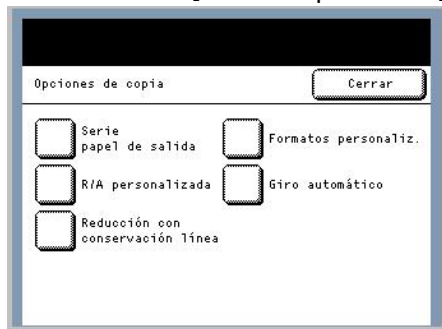 Opciones de copia
Cerrar
Serie
papel de salida
Formatos personaliz.
R/A personalizada
Giro automático
Reducción con
conservación línea